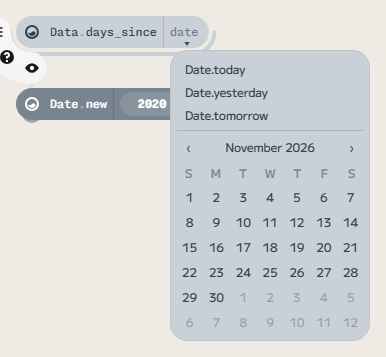 Data.days_since date
Date.new 2020
Date.today
Date.yesterday
Date.tomorrow
‹ November 2026 ›
S M T W T F S
1 2 3 4 5 6 7
8 9 10 11 12 13 14
15 16 17 18 19 20 21
22 23 24 25 26 27 28
29 30 1 2 3 4 5
6 7 8 9 10 11 12